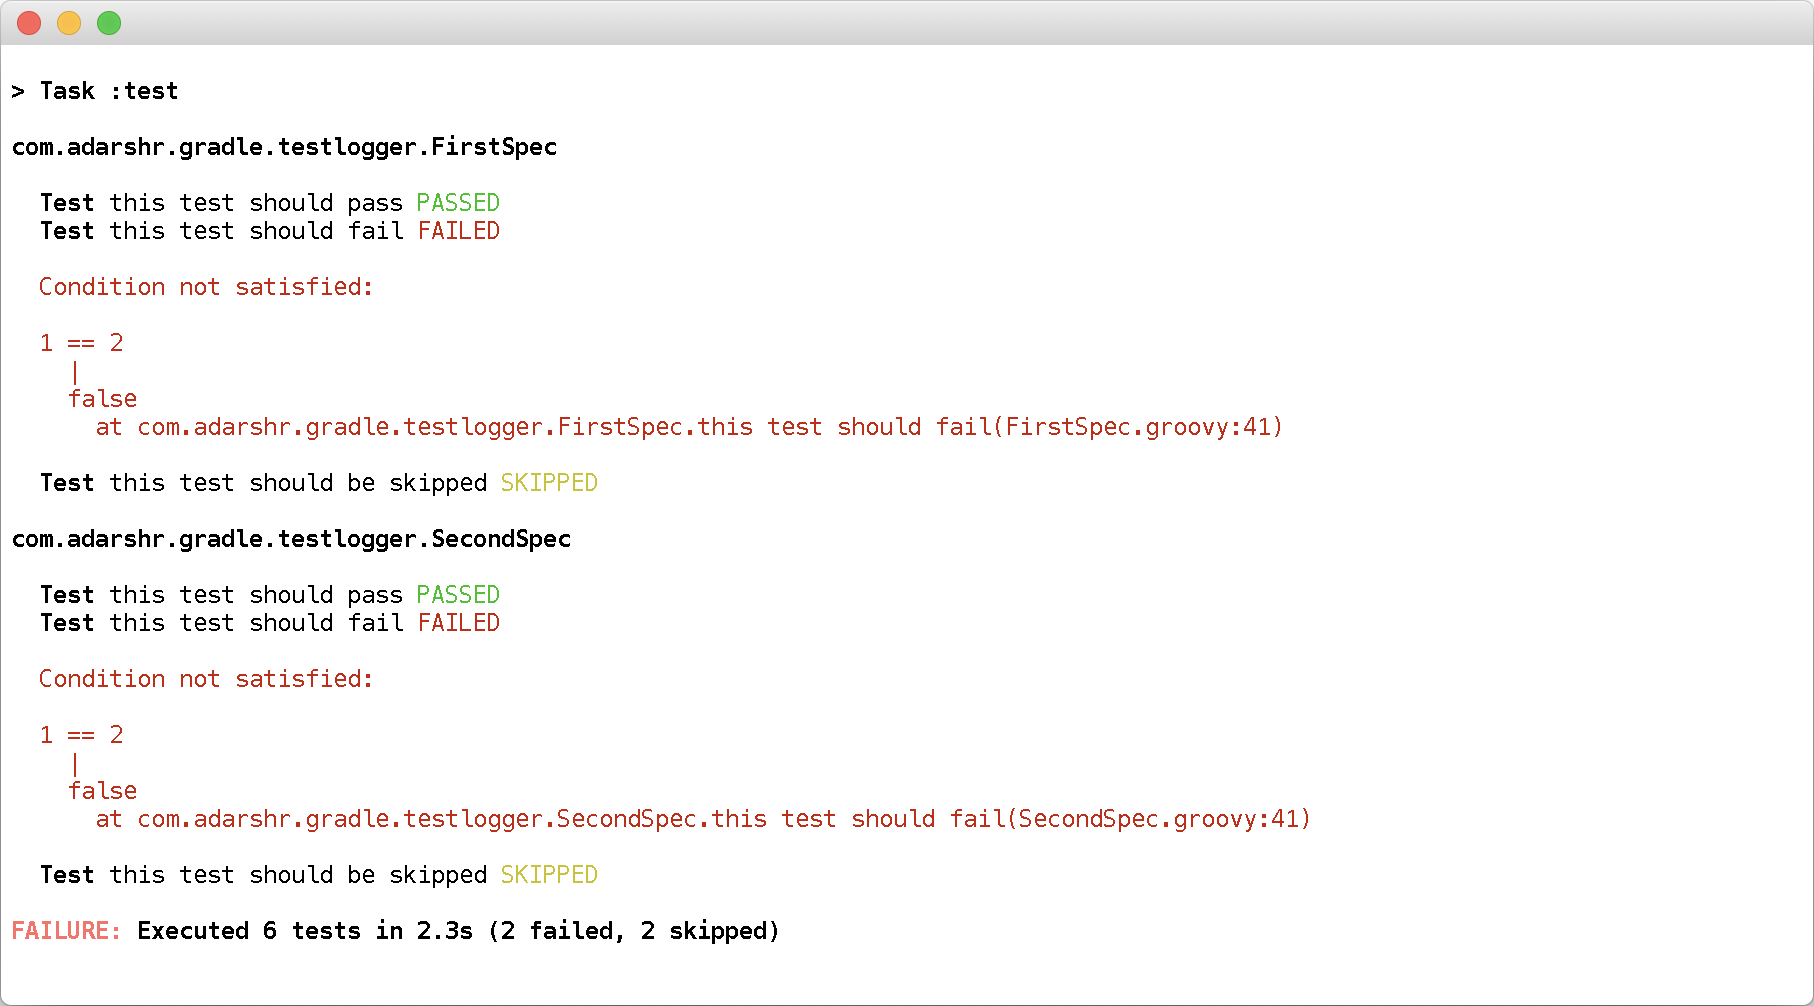 > Task :test
com.adarshr.gradle.testlogger.FirstSpec
Test this test should pass PASSED
Test this test should fail FAILED
Condition not satisfied:
1 == 2
|
false
at com.adarshr.gradle.testlogger.FirstSpec.this test should fail(FirstSpec.groovy:41)
Test this test should be skipped SKIPPED
com.adarshr.gradle.testlogger.SecondSpec
Test this test should pass PASSED
Test this test should fail FAILED
Condition not satisfied:
1 == 2
|
false
at com.adarshr.gradle.testlogger.SecondSpec.this test should fail(SecondSpec.groovy:41)
Test this test should be skipped SKIPPED
FAILURE: Executed 6 tests in 2.3s (2 failed, 2 skipped)